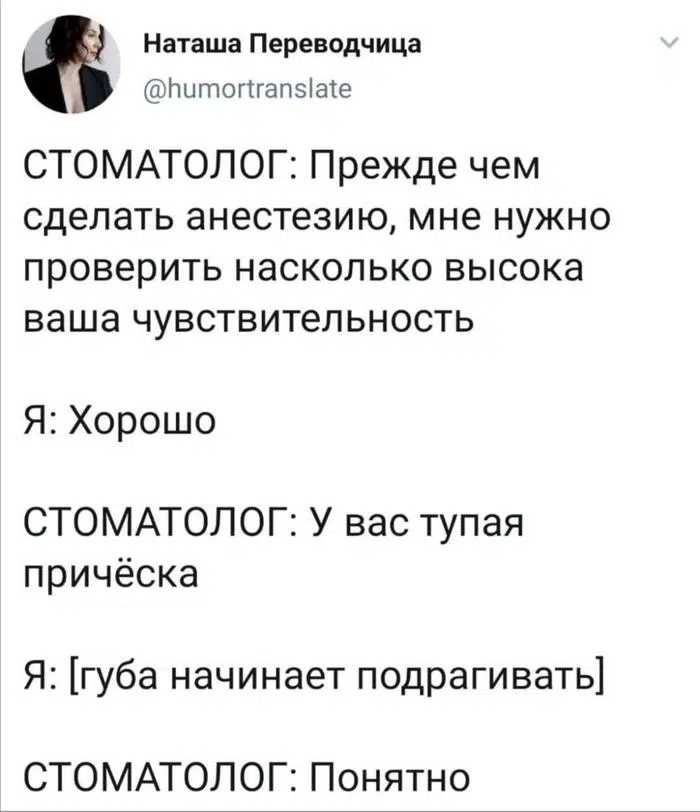 Наташа Переводчица
@humortranslate
СТОМАТОЛОГ: Прежде чем
сделать анестезию, мне нужно
проверить насколько высока
ваша чувствительность
Я: Хорошо
СТОМАТОЛОГ: У вас тупая
причёска
Я: [губа начинает подрагивать]
СТОМАТОЛОГ: Понятно